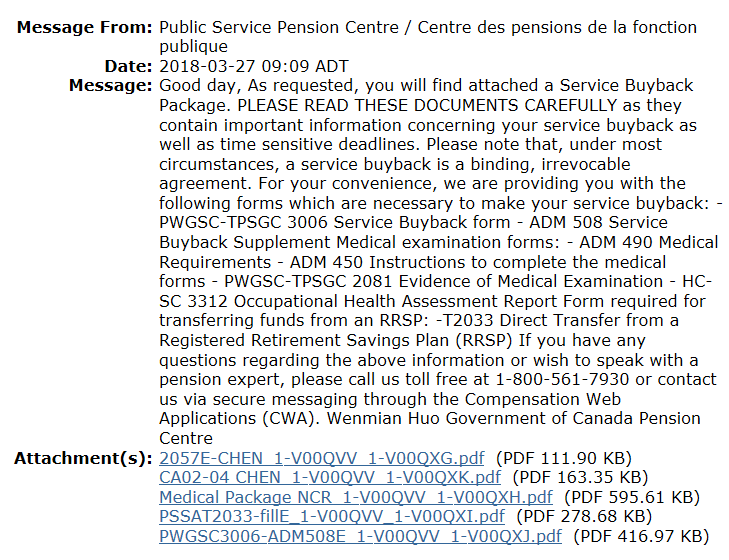 Message From: Public Service Pension Centre / Centre des pensions de la fonction
publique
Date: 2018-03-27 09:09 ADT
Message: Good day, As requested, you will find attached a Service Buyback
Package. PLEASE READ THESE DOCUMENTS CAREFULLY as they
contain important information concerning your service buyback as
well as time sensitive deadlines. Please note that, under most
circumstances, a service buyback is a binding, irrevocable
agreement. For your convenience, we are providing you with the
following forms which are necessary to make your service buyback: -
PWGSC-TPSGC 3006 Service Buyback form - ADM 508 Service
Buyback Supplement Medical examination forms: - ADM 490 Medical
Requirements - ADM 450 Instructions to complete the medical
forms - PWGSC-TPSGC 2081 Evidence of Medical Examination - HC-
SC 3312 Occupational Health Assessment Report Form required for
transferring funds from an RRSP: -T2033 Direct Transfer from a
Registered Retirement Savings Plan (RRSP) If you have any
questions regarding the above information or wish to speak with a
pension expert, please call us toll free at 1-800-561-7930 or contact
us via secure messaging through the Compensation Web
Applications (CWA). Wenmian Huo Government of Canada Pension
Centre
Attachment(s): 2057E-CHEN_1-V00QVV_1-V00QXG.pdf (PDF 111.90 KB)
CA02-04 CHEN_1-V00QVV_1-V00QXK.pdf (PDF 163.35 KB)
Medical Package NCR_1-V00QVV_1-V00QXH.pdf (PDF 595.61 KB)
PSSAT2033-fillE_1-V00QVV_1-V00QXI.pdf (PDF 278.68 KB)
PWGSC3006-ADM508E_1-V00QVV_1-V00QXJ.pdf (PDF 416.97 KB)